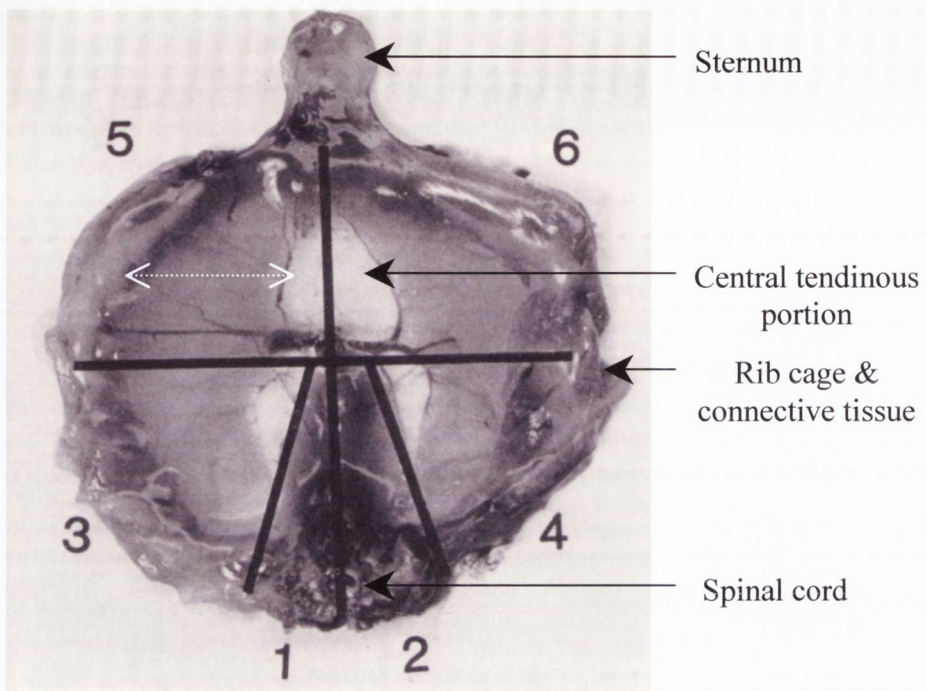 Sternum
5
6
Central tendinous
portion
Rib cage &
connective tissue
3
4
Spinal cord
1
2